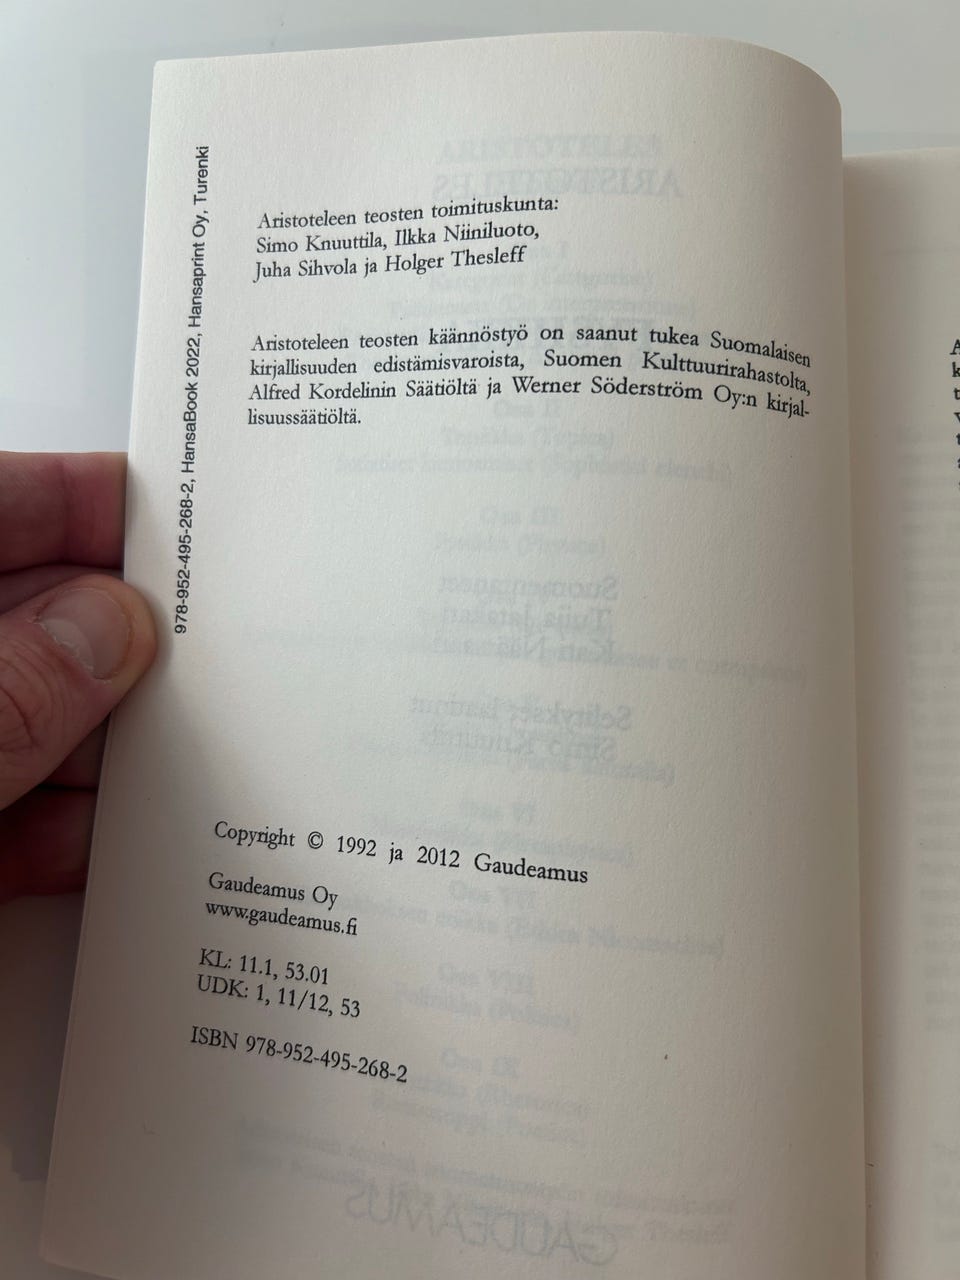 978-952-495-268-2, HansaBook 2022, Hansaprint Oy, Turenki
Aristoteleen teosten toimituskunta:
Simo Knuuttila, Ilkka Niiniluoto,
Juha Sihvola ja Holger Thesleff
Aristoteleen teosten käännöstyö on saanut tukea Suomalaisen
kirjallisuuden edistämisvaroista, Suomen Kulttuurirahastolta,
Alfred Kordelinin Säätiöltä ja Werner Söderström Oy:n kirjal-
lisuussäätiöltä.
Copyright © 1992 ja 2012 Gaudeamus
Gaudeamus Oy
www.gaudeamus.fi
KL: 11.1, 53.01
UDK: 1, 11/12, 53
ISBN 978-952-495-268-2